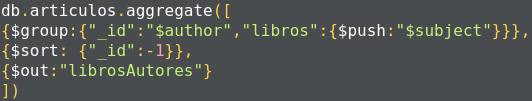 db.articulos.aggregate([
{$group:{"_id":"$author","libros":{$push:"$subject"}}},
{$sort: {"_id":-1}},
{$out:"librosAutores"}
])